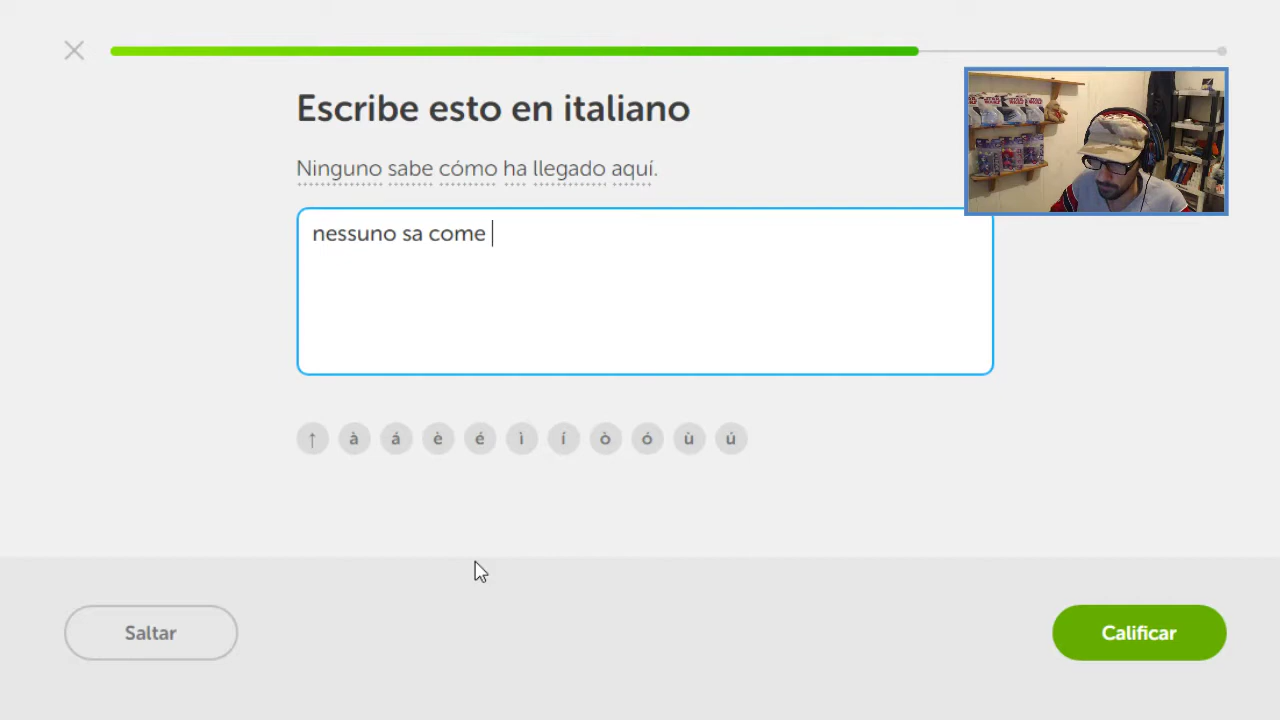 Escribe esto en italiano
Ninguno sabe cómo ha llegado aquí.
nessuno sa come
↑ à á è é ì í ò ó ù ú
Saltar
Calificar